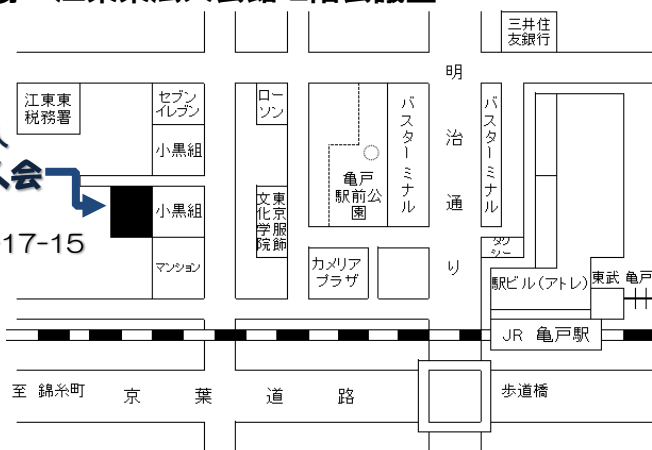 三井住
友銀行
明治通り
江東東
税務署
セブン
イレブン
ロー
ソン
バスターミナル
バスターミナル
小黒組
亀戸
駅前公
園
人会
小黒組
東京服飾
文化学院
17-15
マンション
カメリア
プラザ
タク
シー
駅ビル(アトレ)
東武 亀戸
JR 亀戸駅
至 錦糸町
京葉道路
歩道橋